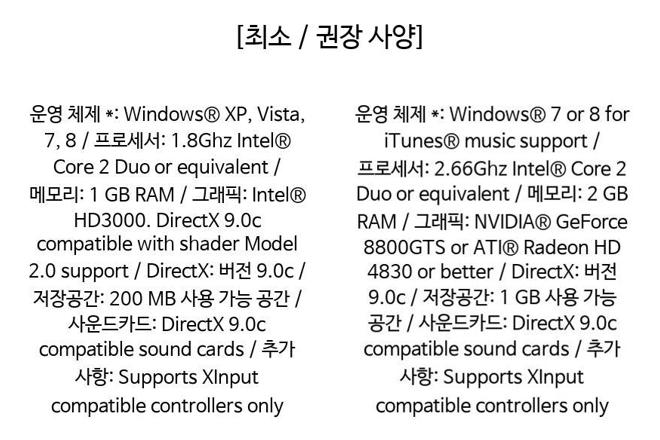 [최소 / 권장 사양]
운영 체제 *: Windows® XP, Vista,
7, 8 / 프로세서: 1.8Ghz Intel®
Core 2 Duo or equivalent /
메모리: 1 GB RAM / 그래픽: Intel®
HD3000. DirectX 9.0c
compatible with shader Model
2.0 support / DirectX: 버전 9.0c /
저장공간: 200 MB 사용 가능 공간 /
사운드카드: DirectX 9.0c
compatible sound cards / 추가
사항: Supports XInput
compatible controllers only
운영 체제 *: Windows® 7 or 8 for
iTunes® music support /
프로세서: 2.66Ghz Intel® Core 2
Duo or equivalent / 메모리: 2 GB
RAM / 그래픽: NVIDIA® GeForce
8800GTS or ATI® Radeon HD
4830 or better / DirectX: 버전
9.0c / 저장공간: 1 GB 사용 가능
공간 / 사운드카드: DirectX 9.0c
compatible sound cards / 추가
사항: Supports XInput
compatible controllers only